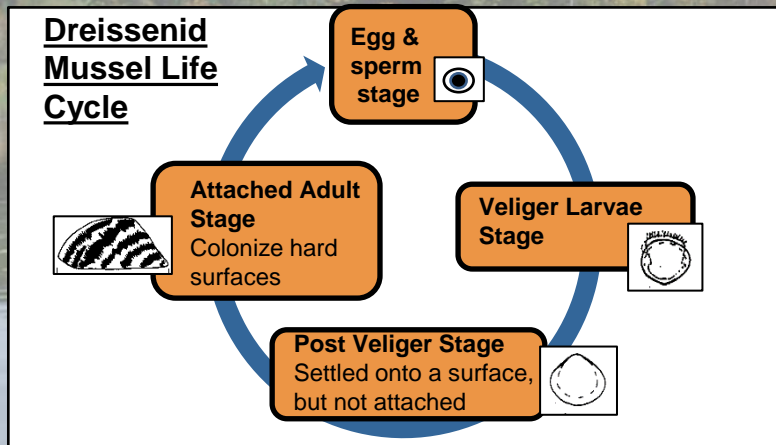 Dreissenid
Mussel Life
Cycle
Egg &
sperm
stage
Veliger Larvae
Stage
Post Veliger Stage
Settled onto a surface,
but not attached
Attached Adult
Stage
Colonize hard
surfaces